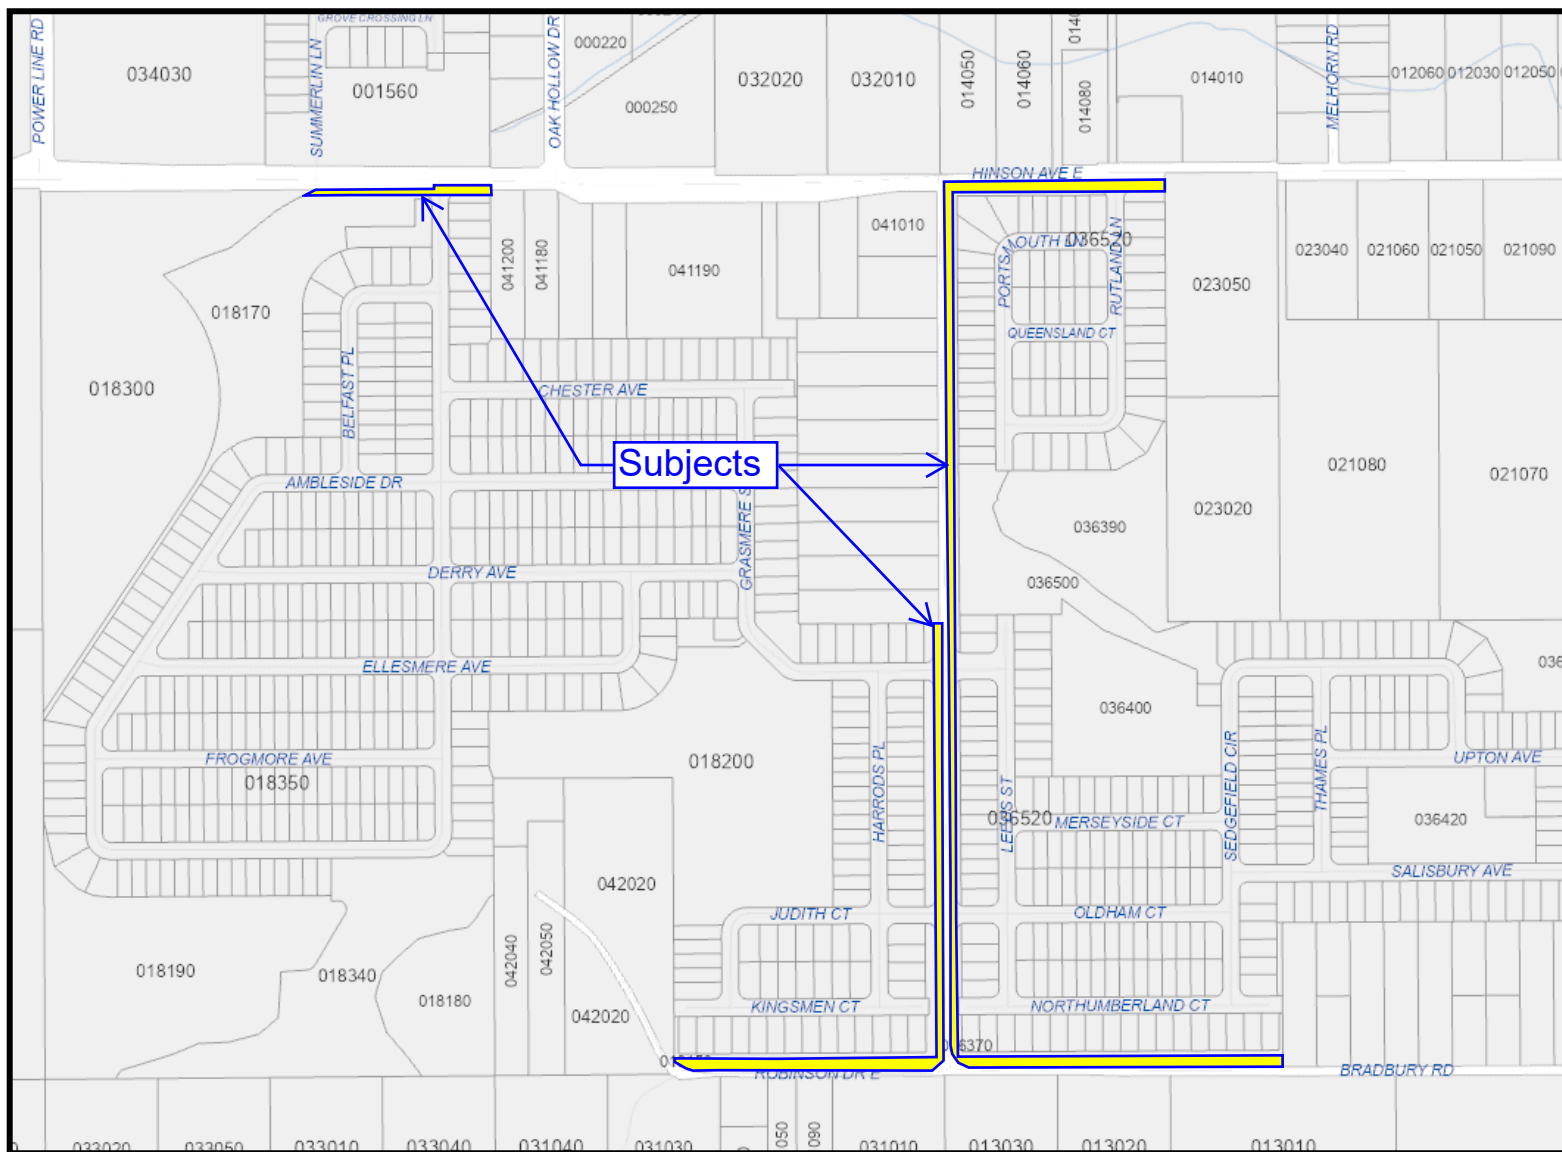 GROVE CROSSING LN
POWER LINE RD
034030
SUMMERLIN LN
001560
OAK HOLLOW DR
000220
000250
032020
032010
014050
014060
014080
014010
MELHORN RD
012060
012030
012050
HINSON AVE E
041010
041200
041180
041190
018170
018300
BELFAST PL
CHESTER AVE
AMBLESIDE DR
GRASMERE S
DERRY AVE
ELLESMERE AVE
FROGMORE AVE
018350
018200
HARRODS PL
Subjects
PORTSMOUTH LN
036520
RUTLAND LN
QUEENSLAND CT
023050
023040
021060
021050
021090
021080
021070
023020
036390
036500
036400
LEEDS ST
036520
MERSEYSIDE CT
SEDGEFIELD CIR
THAMES PL
UPTON AVE
036420
SALISBURY AVE
OLDHAM CT
NORTHUMBERLAND CT
JUDITH CT
KINGSMEN CT
042020
042040
042050
042020
018190
018340
018180
6370
ROBINSON DR E
BRADBURY RD
033020
033050
033010
033040
031040
031030
050
090
031010
013030
013020
013010